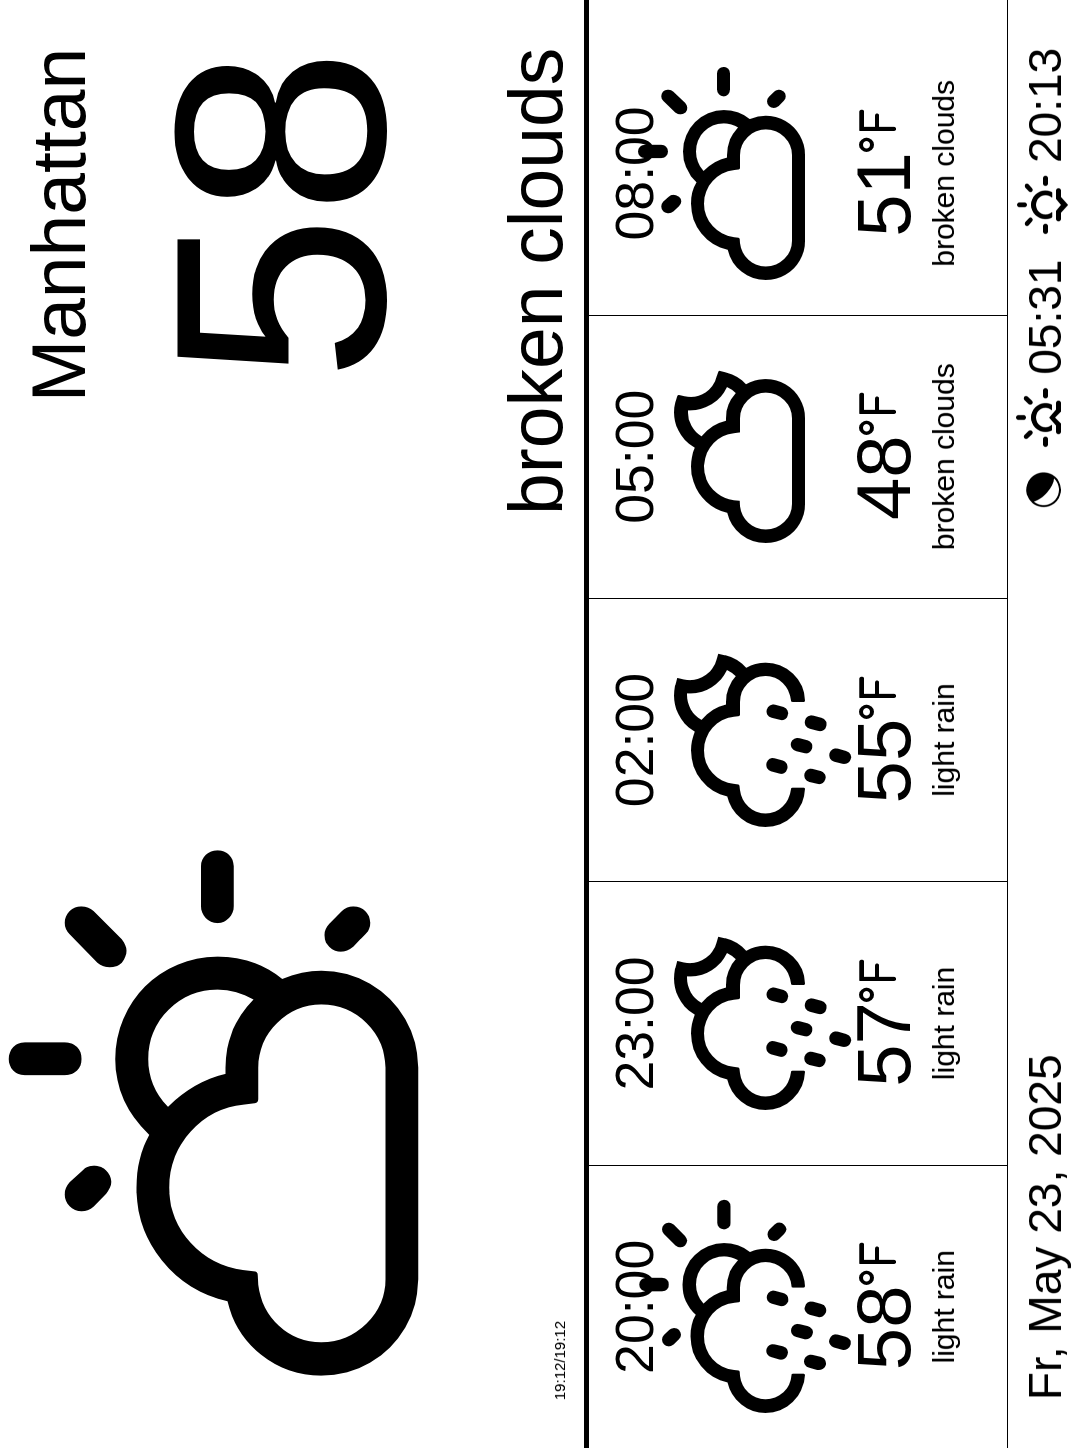 Manhattan
58
broken clouds
19:12/19:12
20:00
58°F
light rain
23:00
57°F
light rain
02:00
55°F
light rain
05:00
48°F
broken clouds
08:00
51°F
broken clouds
Fr, May 23, 2025
05:31 20:13